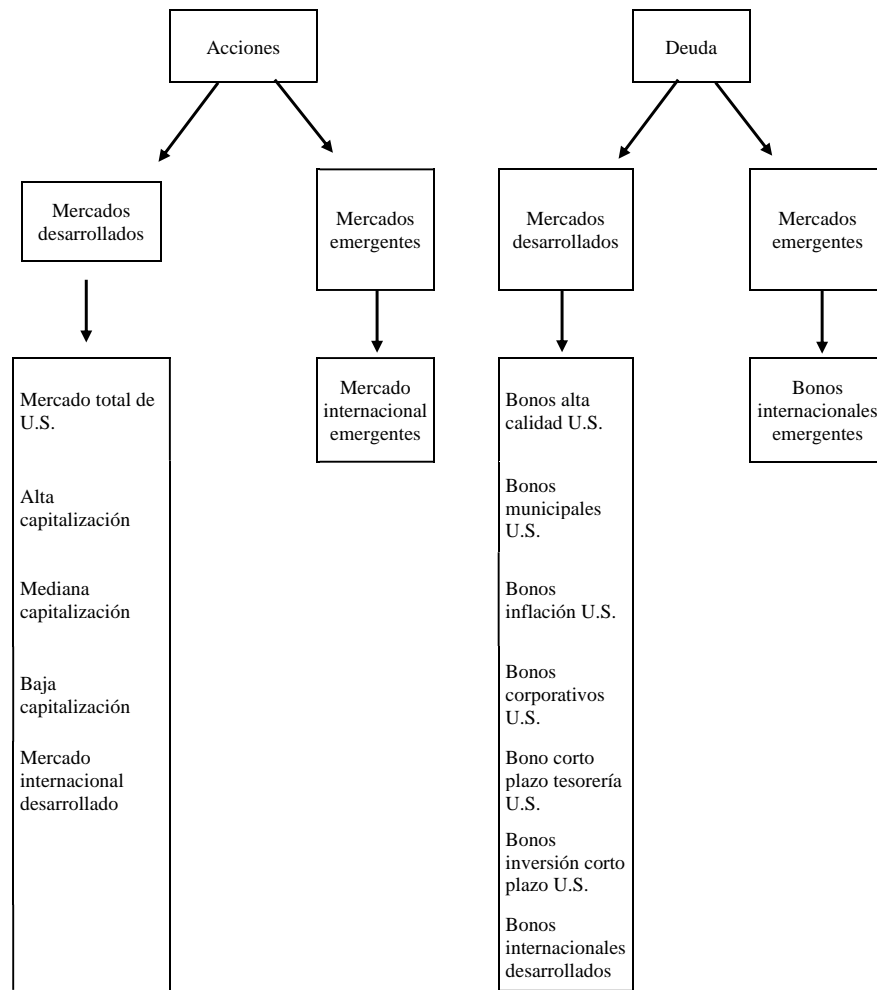 Acciones
Deuda
Mercados
desarrollados
Mercados
emergentes
Mercados
desarrollados
Mercados
emergentes
Mercado total de
U.S.
Alta
capitalización
Mediana
capitalización
Baja
capitalización
Mercado
internacional
desarrollado
Mercado
internacional
emergentes
Bonos alta
calidad U.S.
Bonos
municipales
U.S.
Bonos
inflación U.S.
Bonos
corporativos
U.S.
Bono corto
plazo tesorería
U.S.
Bonos
inversión corto
plazo U.S.
Bonos
internacionales
desarrollados
Bonos
internacionales
emergentes